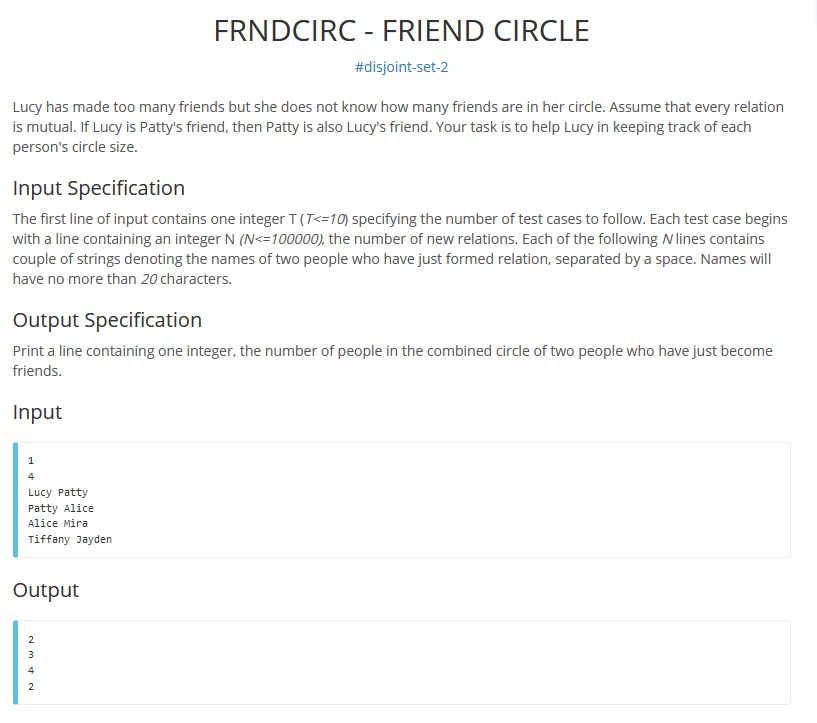 FRNDCIRC - FRIEND CIRCLE
#disjoint-set-2
Lucy has made too many friends but she does not know how many friends are in her circle. Assume that every relation
is mutual. If Lucy is Patty's friend, then Patty is also Lucy's friend. Your task is to help Lucy in keeping track of each
person's circle size.
Input Specification
The first line of input contains one integer T (T<=10) specifying the number of test cases to follow. Each test case begins
with a line containing an integer N (N<=100000), the number of new relations. Each of the following N lines contains
couple of strings denoting the names of two people who have just formed relation, separated by a space. Names will
have no more than 20 characters.
Output Specification
Print a line containing one integer, the number of people in the combined circle of two people who have just become
friends.
Input
1
4
Lucy Patty
Patty Alice
Alice Mira
Tiffany Jayden
Output
2
3
4
2